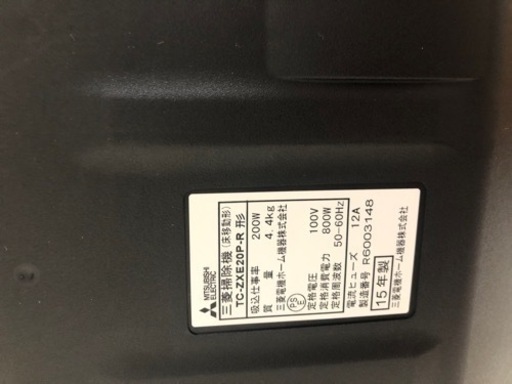 MITSUBISHI
ELECTRIC
三菱掃除機 (床移動形)
TC-ZXE20P-R 形
吸込仕事率 200W
質量 4.4kg
三菱電機ホーム機器株式会社
PS
E
定格電圧 100V
定格消費電力 800W
定格周波数 50-60Hz
電流ヒューズ 12A
製造番号 R6003148
15年製
三菱電機ホーム機器株式会社